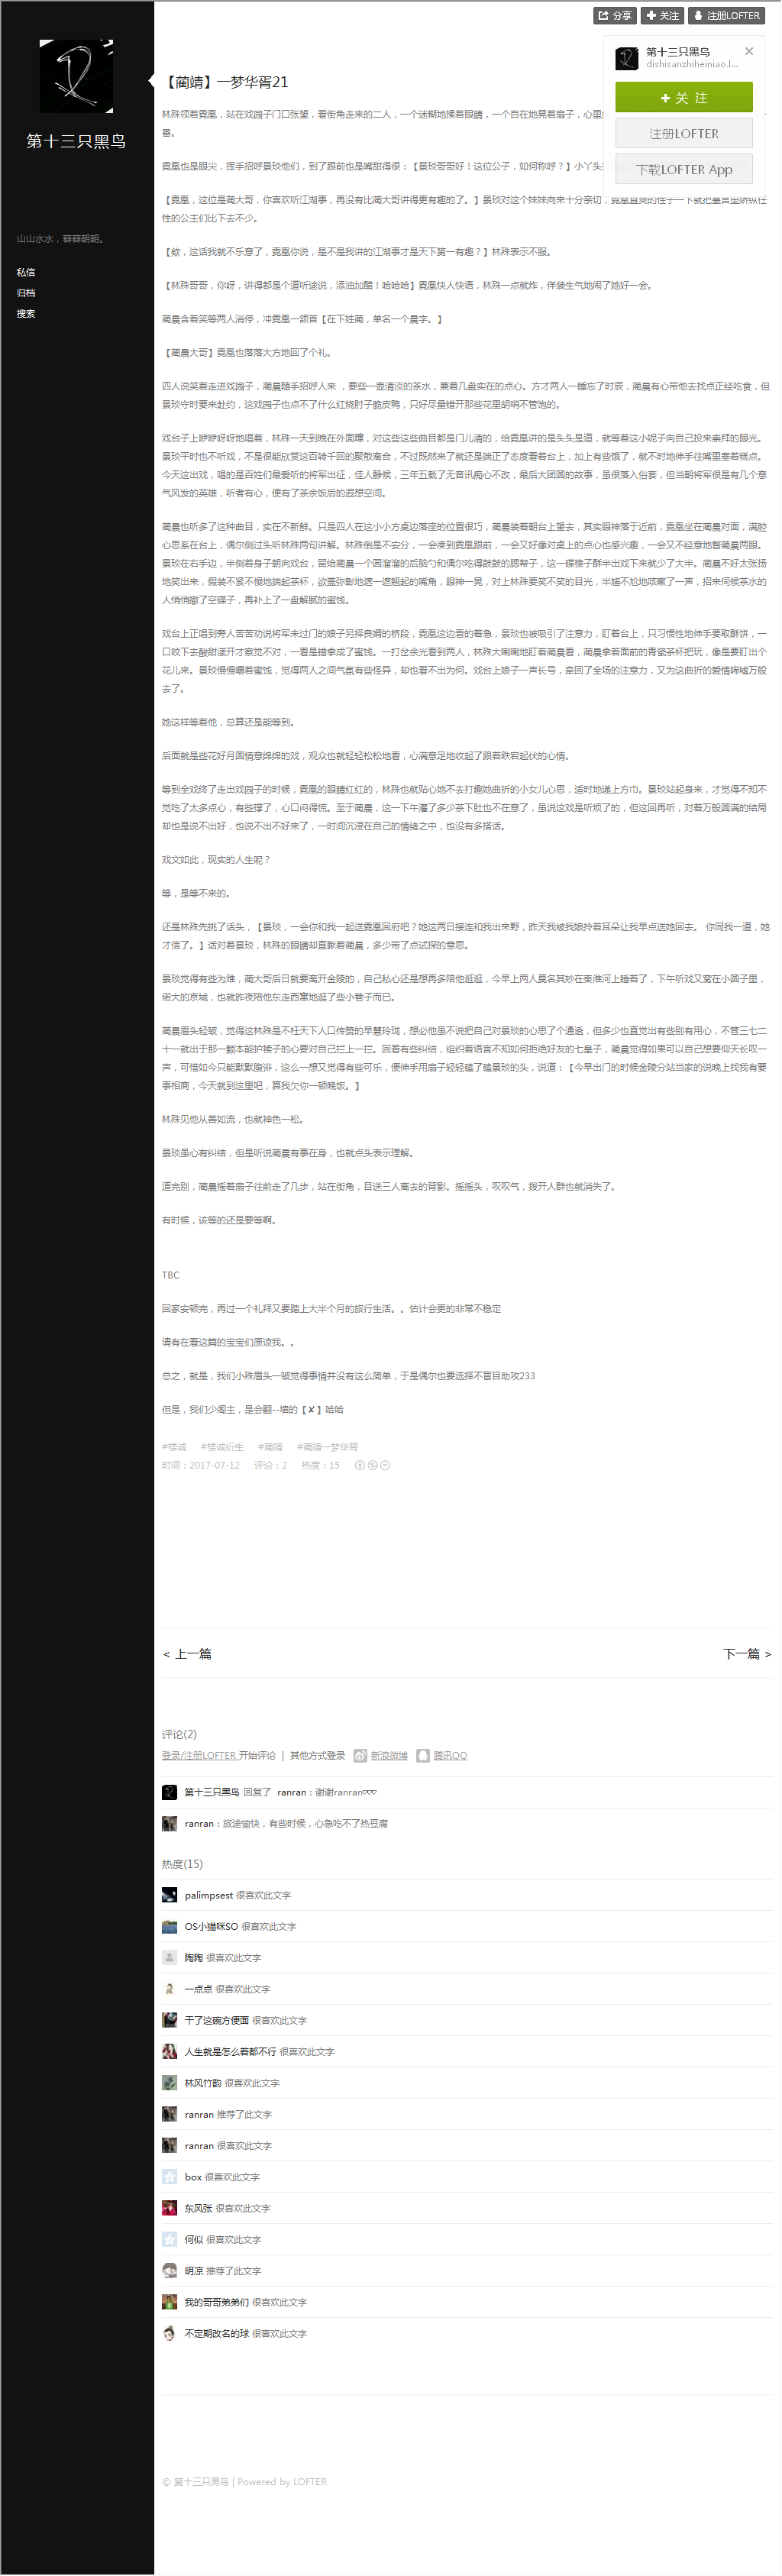 分享
关注
注册LOFTER
第十三只黑鸟
山山水水，暮暮朝朝。
私信
归档
搜索
第十三只黑鸟
dishisanzhiheiniao.l...
关 注
注册LOFTER
下载LOFTER App
【蔺靖】一梦华胥21
林殊领着霓凰，站在戏园子门口张望，看街角走来的二人，一个迷糊地揉着眼睛，一个自在地晃着扇子，心里
番。
霓凰也是眼尖，挥手招呼景琰他们，到了跟前也是嘴甜得很：【景琰哥哥好！这位公子，如何称呼？】小丫头
【霓凰，这位是蔺大哥，你喜欢听江湖事，再没有比蔺大哥讲得更有趣的了。】景琰对这个妹妹向来十分亲切，霓凰直爽的性子一下就把皇宫里娇纵任
性的公主们比下去不少。
【欸，这话我就不乐意了，霓凰你说，是不是我讲的江湖事才是天下第一有趣？】林殊表示不服。
【林殊哥哥，你呀，讲得都是个道听途说，添油加醋！哈哈哈】霓凰快人快语，林殊一点就炸，佯装生气地闹了她好一会。
蔺晨含着笑等两人消停，冲霓凰一颔首【在下姓蔺，单名一个晨字。】
【蔺晨大哥】霓凰也落落大方地回了个礼。
四人说笑着走进戏园子，蔺晨随手招呼人来 ，要些一壶清淡的茶水，兼着几盘实在的点心。方才两人一睡忘了时辰，蔺晨有心带他去找点正经吃食，但
景琰守时要来赴约，这戏园子也点不了什么红烧肘子脆皮鸭，只好尽量错开那些花里胡哨不管饱的。
戏台子上咿咿呀呀地唱着，林殊一天到晚在外面蹿，对这些这些曲目都是门儿清的，给霓凰讲的是头头是道，就等着这小妮子向自己投来崇拜的眼光。
景琰平时也不听戏，不是很能欣赏这百转千回的聚散离合，不过既然来了就还是端正了态度看着台上，加上有些饿了，就不时地伸手往嘴里塞着糕点。
今天这出戏，唱的是百姓们最爱听的将军出征，佳人静候，三年五载了无音讯痴心不改，最后大团圆的故事，虽很落入俗套，但当朝将军很是有几个意
气风发的英雄，听者有心，便有了茶余饭后的遐想空间。
蔺晨也听多了这种曲目，实在不新鲜。只是四人在这小小方桌边落座的位置很巧，蔺晨装着朝台上望去，其实眼神落于近前，霓凰坐在蔺晨对面，满腔
心思系在台上，偶尔侧过头听林殊两句讲解。林殊倒是不安分，一会凑到霓凰跟前，一会又好像对桌上的点心也感兴趣，一会又不经意地瞥蔺晨两眼。
景琰在右手边，半侧着身子朝向戏台，留给蔺晨一个圆溜溜的后脑勺和偶尔吃得鼓鼓的腮帮子，这一碟榛子酥半出戏下来就少了大半。蔺晨不好太张扬
地笑出来，假装不紧不慢地端起茶杯，欲盖弥彰地遮一遮翘起的嘴角，眼神一晃，对上林殊要笑不笑的目光，半尴不尬地咳嗽了一声，招来伺候茶水的
人悄悄撤了空碟子，再补上了一盘解腻的蜜饯。
戏台上正唱到旁人苦苦劝说将军未过门的娘子另择良婿的桥段，霓凰这边看的着急，景琰也被吸引了注意力，盯着台上，只习惯性地伸手要取酥饼，一
口咬下去酸甜漾开才察觉不对，一看是错拿成了蜜饯。一打岔余光看到两人，林殊大喇喇地盯着蔺晨看，蔺晨拿着面前的青瓷茶杯把玩，像是要盯出个
花儿来。景琰慢慢嚼着蜜饯，觉得两人之间气氛有些怪异，却也看不出为何。戏台上娘子一声长号，牵回了全场的注意力，又为这曲折的爱情唏嘘万般
去了。
她这样等着他，总算还是能等到。
后面就是些花好月圆情意绵绵的戏，观众也就轻轻松松地看，心满意足地收起了跟着跌宕起伏的心情。
等到全戏终了走出戏园子的时候，霓凰的眼睛红红的，林殊也就贴心地不去打趣她曲折的小女儿心思，适时地递上方巾。景琰站起身来，才觉得不知不
觉吃了太多点心，有些撑了，心口闷得慌。至于蔺晨，这一下午灌了多少茶下肚也不在意了，虽说这戏是听烦了的，但这回再听，对着万般圆满的结局
却也是说不出好，也说不出不好来了，一时间沉浸在自己的情绪之中，也没有多搭话。
戏文如此，现实的人生呢？
等，是等不来的。
还是林殊先挑了话头，【景琰，一会你和我一起送霓凰回府吧？她这两日接连和我出来野，昨天我被我娘拎着耳朵让我早点送她回去。 你同我一道，她
才信了。】话对着景琰，林殊的眼睛却直瞅着蔺晨，多少带了点试探的意思。
景琰觉得有些为难，蔺大哥后日就要离开金陵的，自己私心还是想再多陪他逛逛，今早上两人莫名其妙在秦淮河上睡着了，下午听戏又窝在小园子里，
偌大的京城，也就昨夜陪他东走西窜地逛了些小巷子而已。
蔺晨眉头轻皱，觉得这林殊是不枉天下人口传赞的早慧玲珑，想必他虽不说把自己对景琰的心思了个通透，但多少也直觉出有些别有用心，不管三七二
十一就出于那一颗本能护犊子的心要对自己拦上一拦。回看有些纠结，组织着语言不知如何拒绝好友的七皇子，蔺晨觉得如果可以自己想要仰天长叹一
声，可惜如今只能默默腹诽，这么一想又觉得有些可乐，便伸手用扇子轻轻磕了磕景琰的头，说道：【今早出门的时候金陵分站当家的说晚上找我有要
事相商，今天就到这里吧，算我欠你一顿晚饭。】
林殊见他从善如流，也就神色一松。
景琰虽心有纠结，但是听说蔺晨有事在身，也就点头表示理解。
道完别，蔺晨摇着扇子往前走了几步，站在街角，目送三人离去的背影。摇摇头，叹叹气，拨开人群也就消失了。
有时候，该等的还是要等啊。
TBC
回家安顿完，再过一个礼拜又要踏上大半个月的旅行生活。。估计会更的非常不稳定
请有在看这篇的宝宝们原谅我。。
总之，就是，我们小殊眉头一皱觉得事情并没有这么简单，于是偶尔也要选择不盲目助攻233
但是，我们少阁主，是会翻--墙的【✘】哈哈
#楼诚 #楼诚衍生 #蔺靖 #蔺靖一梦华胥
时间：2017-07-12 评论：2 热度：15
< 上一篇 下一篇 >
评论(2)
登录/注册LOFTER 开始评论 | 其他方式登录 新浪微博 腾讯QQ
第十三只黑鸟 回复了 ranran：谢谢ranran♡♡♡
ranran：旅途愉快，有些时候，心急吃不了热豆腐
热度(15)
palimpsest 很喜欢此文字
OS小猫咪SO 很喜欢此文字
陶陶 很喜欢此文字
一点点 很喜欢此文字
干了这碗方便面 很喜欢此文字
人生就是怎么着都不行 很喜欢此文字
林风竹韵 很喜欢此文字
ranran 推荐了此文字
ranran 很喜欢此文字
box 很喜欢此文字
东风张 很喜欢此文字
何似 很喜欢此文字
明凉 推荐了此文字
我的哥哥弟弟们 很喜欢此文字
不定期改名的球 很喜欢此文字
© 第十三只黑鸟 | Powered by LOFTER